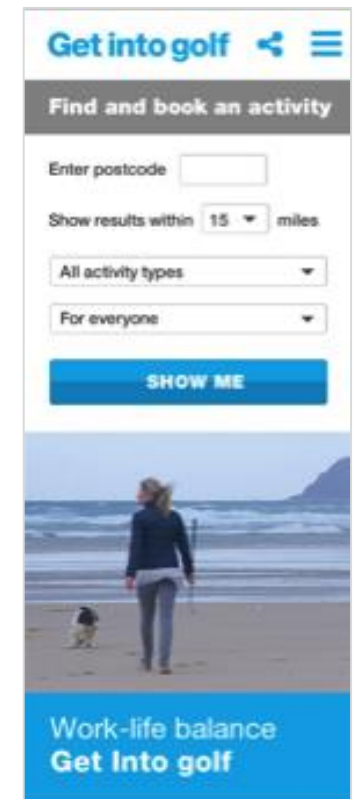 Get into golf
Find and book an activity
Enter postcode
Show results within 15 miles
All activity types
For everyone
SHOW ME
Work-life balance
Get Into golf